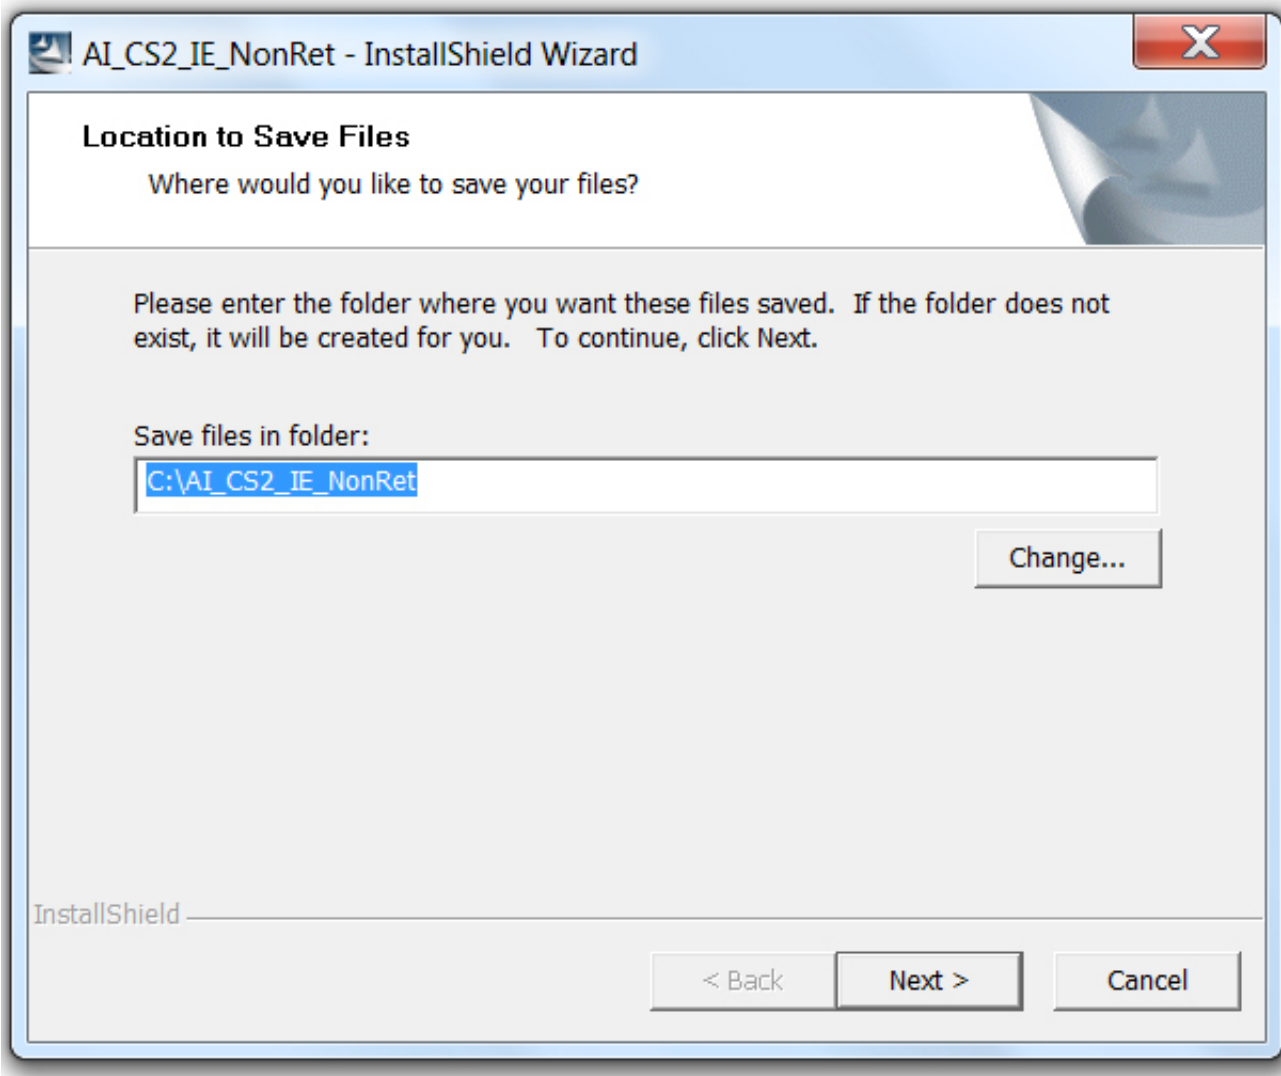 AI_CS2_IE_NonRet - InstallShield Wizard
Location to Save Files
Where would you like to save your files?
Please enter the folder where you want these files saved.  If the folder does not
exist, it will be created for you.   To continue, click Next.
Save files in folder:
C:\AI_CS2_IE_NonRet
Change...
InstallShield
< Back
Next >
Cancel